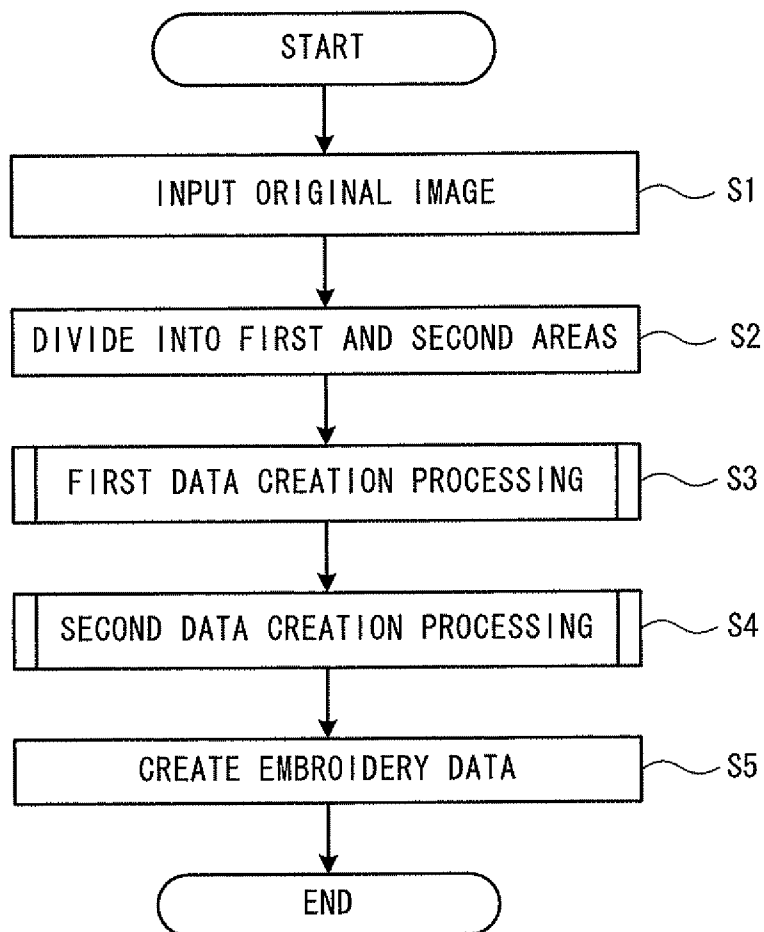 START
INPUT ORIGINAL IMAGE
S1
DIVIDE INTO FIRST AND SECOND AREAS
S2
FIRST DATA CREATION PROCESSING
S3
SECOND DATA CREATION PROCESSING
S4
CREATE EMBROIDERY DATA
S5
END